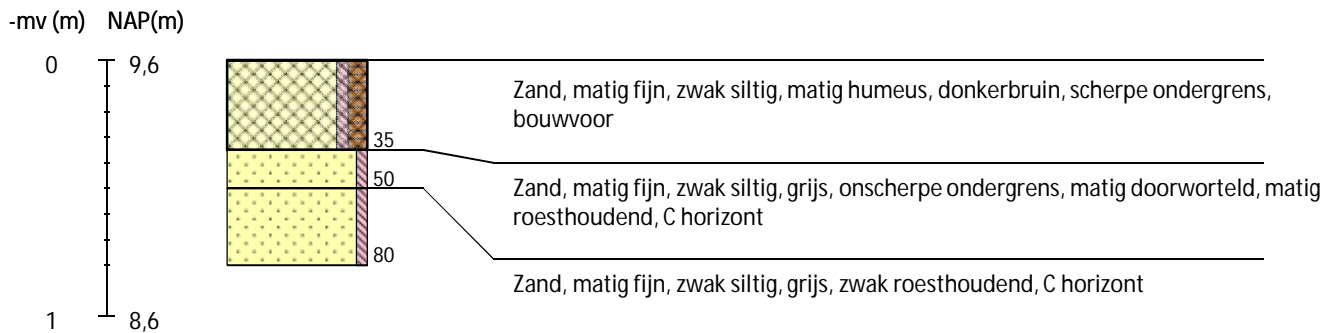 -mv (m) NAP(m)
0 9,6
Zand, matig fijn, zwak siltig, matig humeus, donkerbruin, scherpe ondergrens,
bouwvoor
35
50
Zand, matig fijn, zwak siltig, grijs, onscherpe ondergrens, matig doorworteld, matig
roesthoudend, C horizont
80
Zand, matig fijn, zwak siltig, grijs, zwak roesthoudend, C horizont
1 8,6